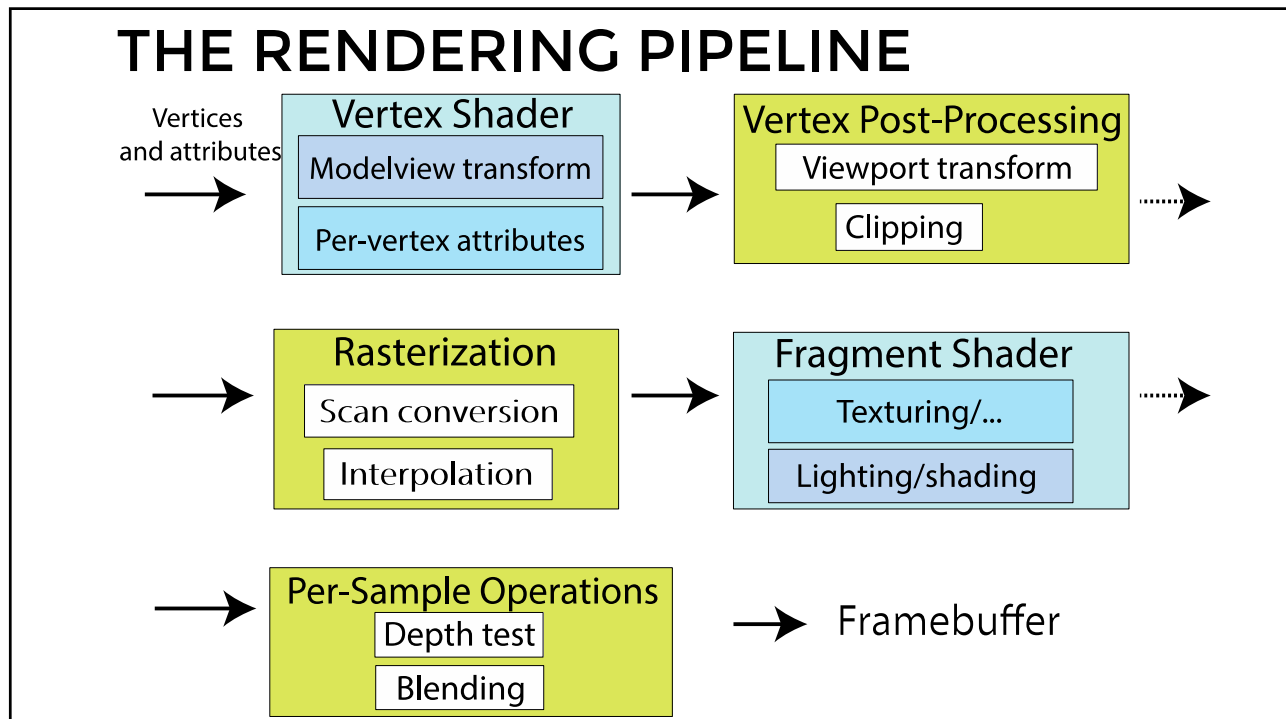 THE RENDERING PIPELINE
Vertices
and attributes
Vertex Shader
Modelview transform
Per-vertex attributes
Vertex Post-Processing
Viewport transform
Clipping
Rasterization
Scan conversion
Interpolation
Fragment Shader
Texturing/...
Lighting/shading
Per-Sample Operations
Depth test
Blending
Framebuffer